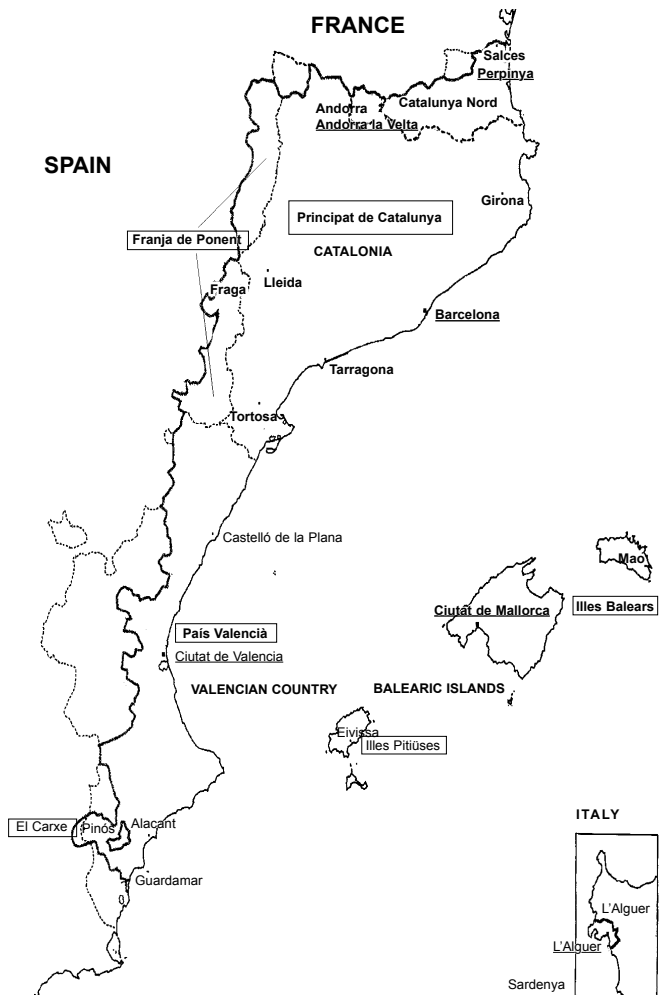 FRANCE
Salces
Perpinya
Andorra
Andorra la Velta
Catalunya Nord
SPAIN
Girona
Principat de Catalunya
Franja de Ponent
CATALONIA
Lleida
Fraga
Barcelona
Tarragona
Tortosa
Castelló de la Plana
Mao
Ciutat de Mallorca
Illes Balears
País Valencià
Ciutat de Valencia
VALENCIAN COUNTRY
BALEARIC ISLANDS
Eivissa
Illes Pitiüses
El Carxe
Pinós
Alacant
ITALY
Guardamar
L'Alguer
L'Alguer
Sardenya